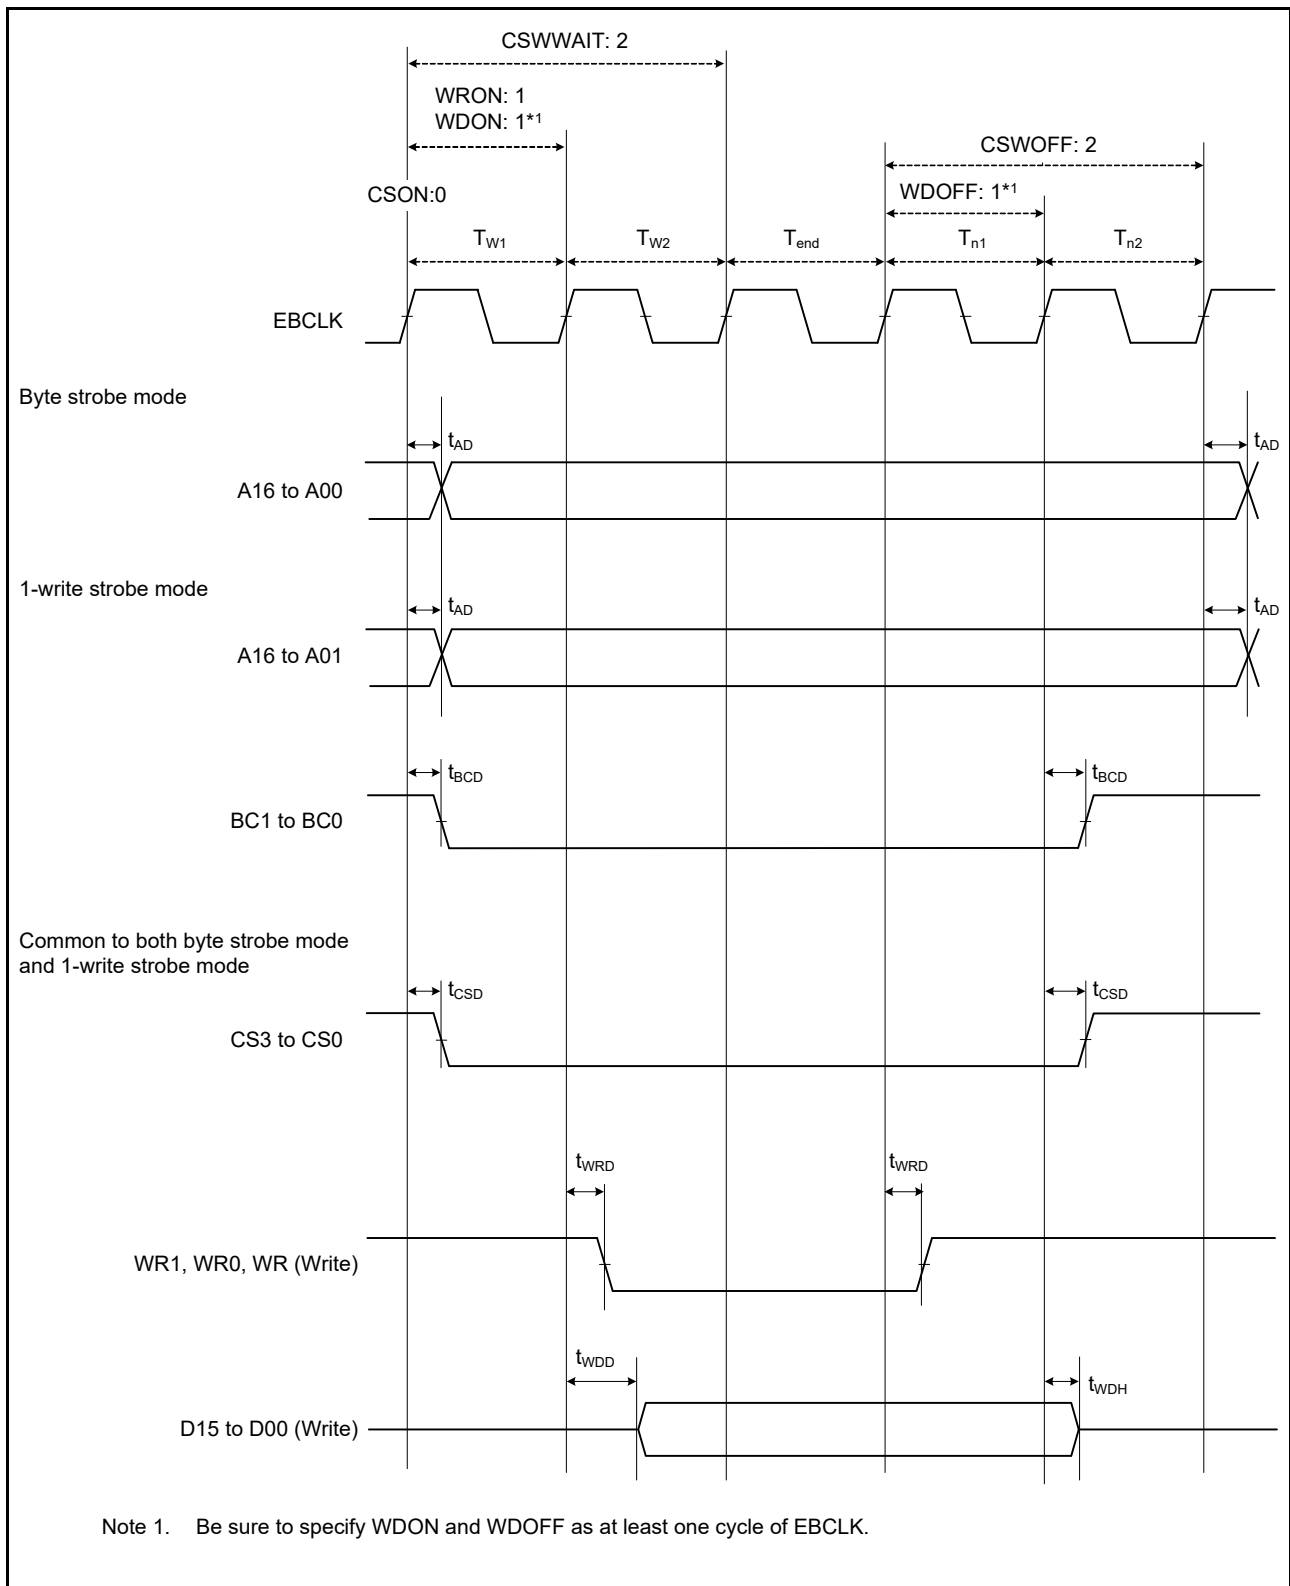 CSWWAIT: 2
WRON: 1
WDON: 1*1
CSWOFF: 2
WDOFF: 1*1
CSON:0
TW1 TW2 Tend Tn1 Tn2
EBCLK
Byte strobe mode
tAD tAD
A16 to A00
1-write strobe mode
tAD tAD
A16 to A01
tBCD tBCD
BC1 to BC0
Common to both byte strobe mode
and 1-write strobe mode
tCSD tCSD
CS3 to CS0
tWRD tWRD
WR1, WR0, WR (Write)
tWDD tWDH
D15 to D00 (Write)
Note 1. Be sure to specify WDON and WDOFF as at least one cycle of EBCLK.